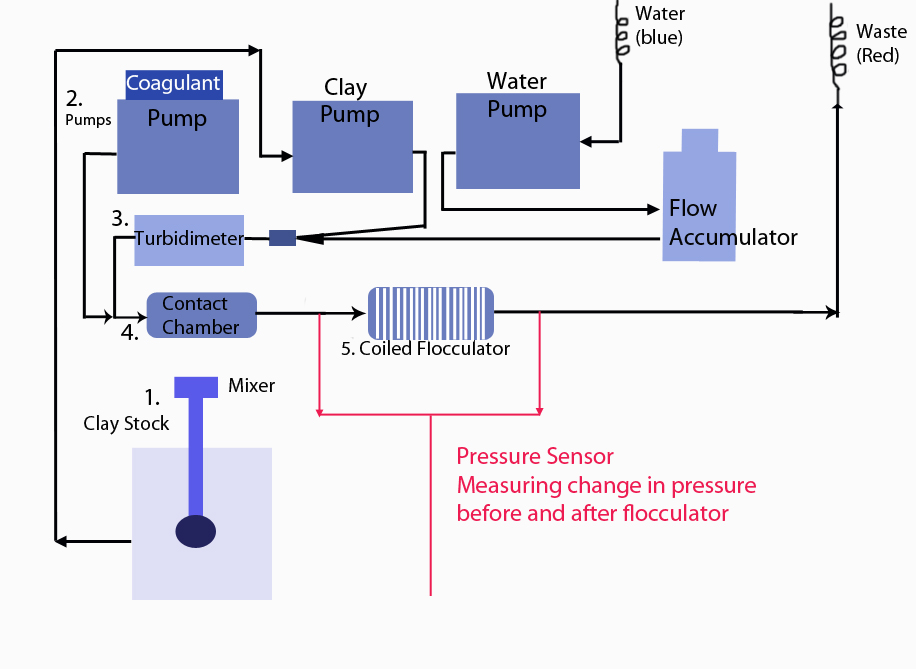 Water
(blue)
Waste
(Red)
2.
Pumps
Coagulant
Pump
Clay
Pump
Water
Pump
3.
Turbidimeter
Flow
Accumulator
4.
Contact
Chamber
5. Coiled Flocculator
1.
Clay Stock
Mixer
Pressure Sensor
Measuring change in pressure
before and after flocculator